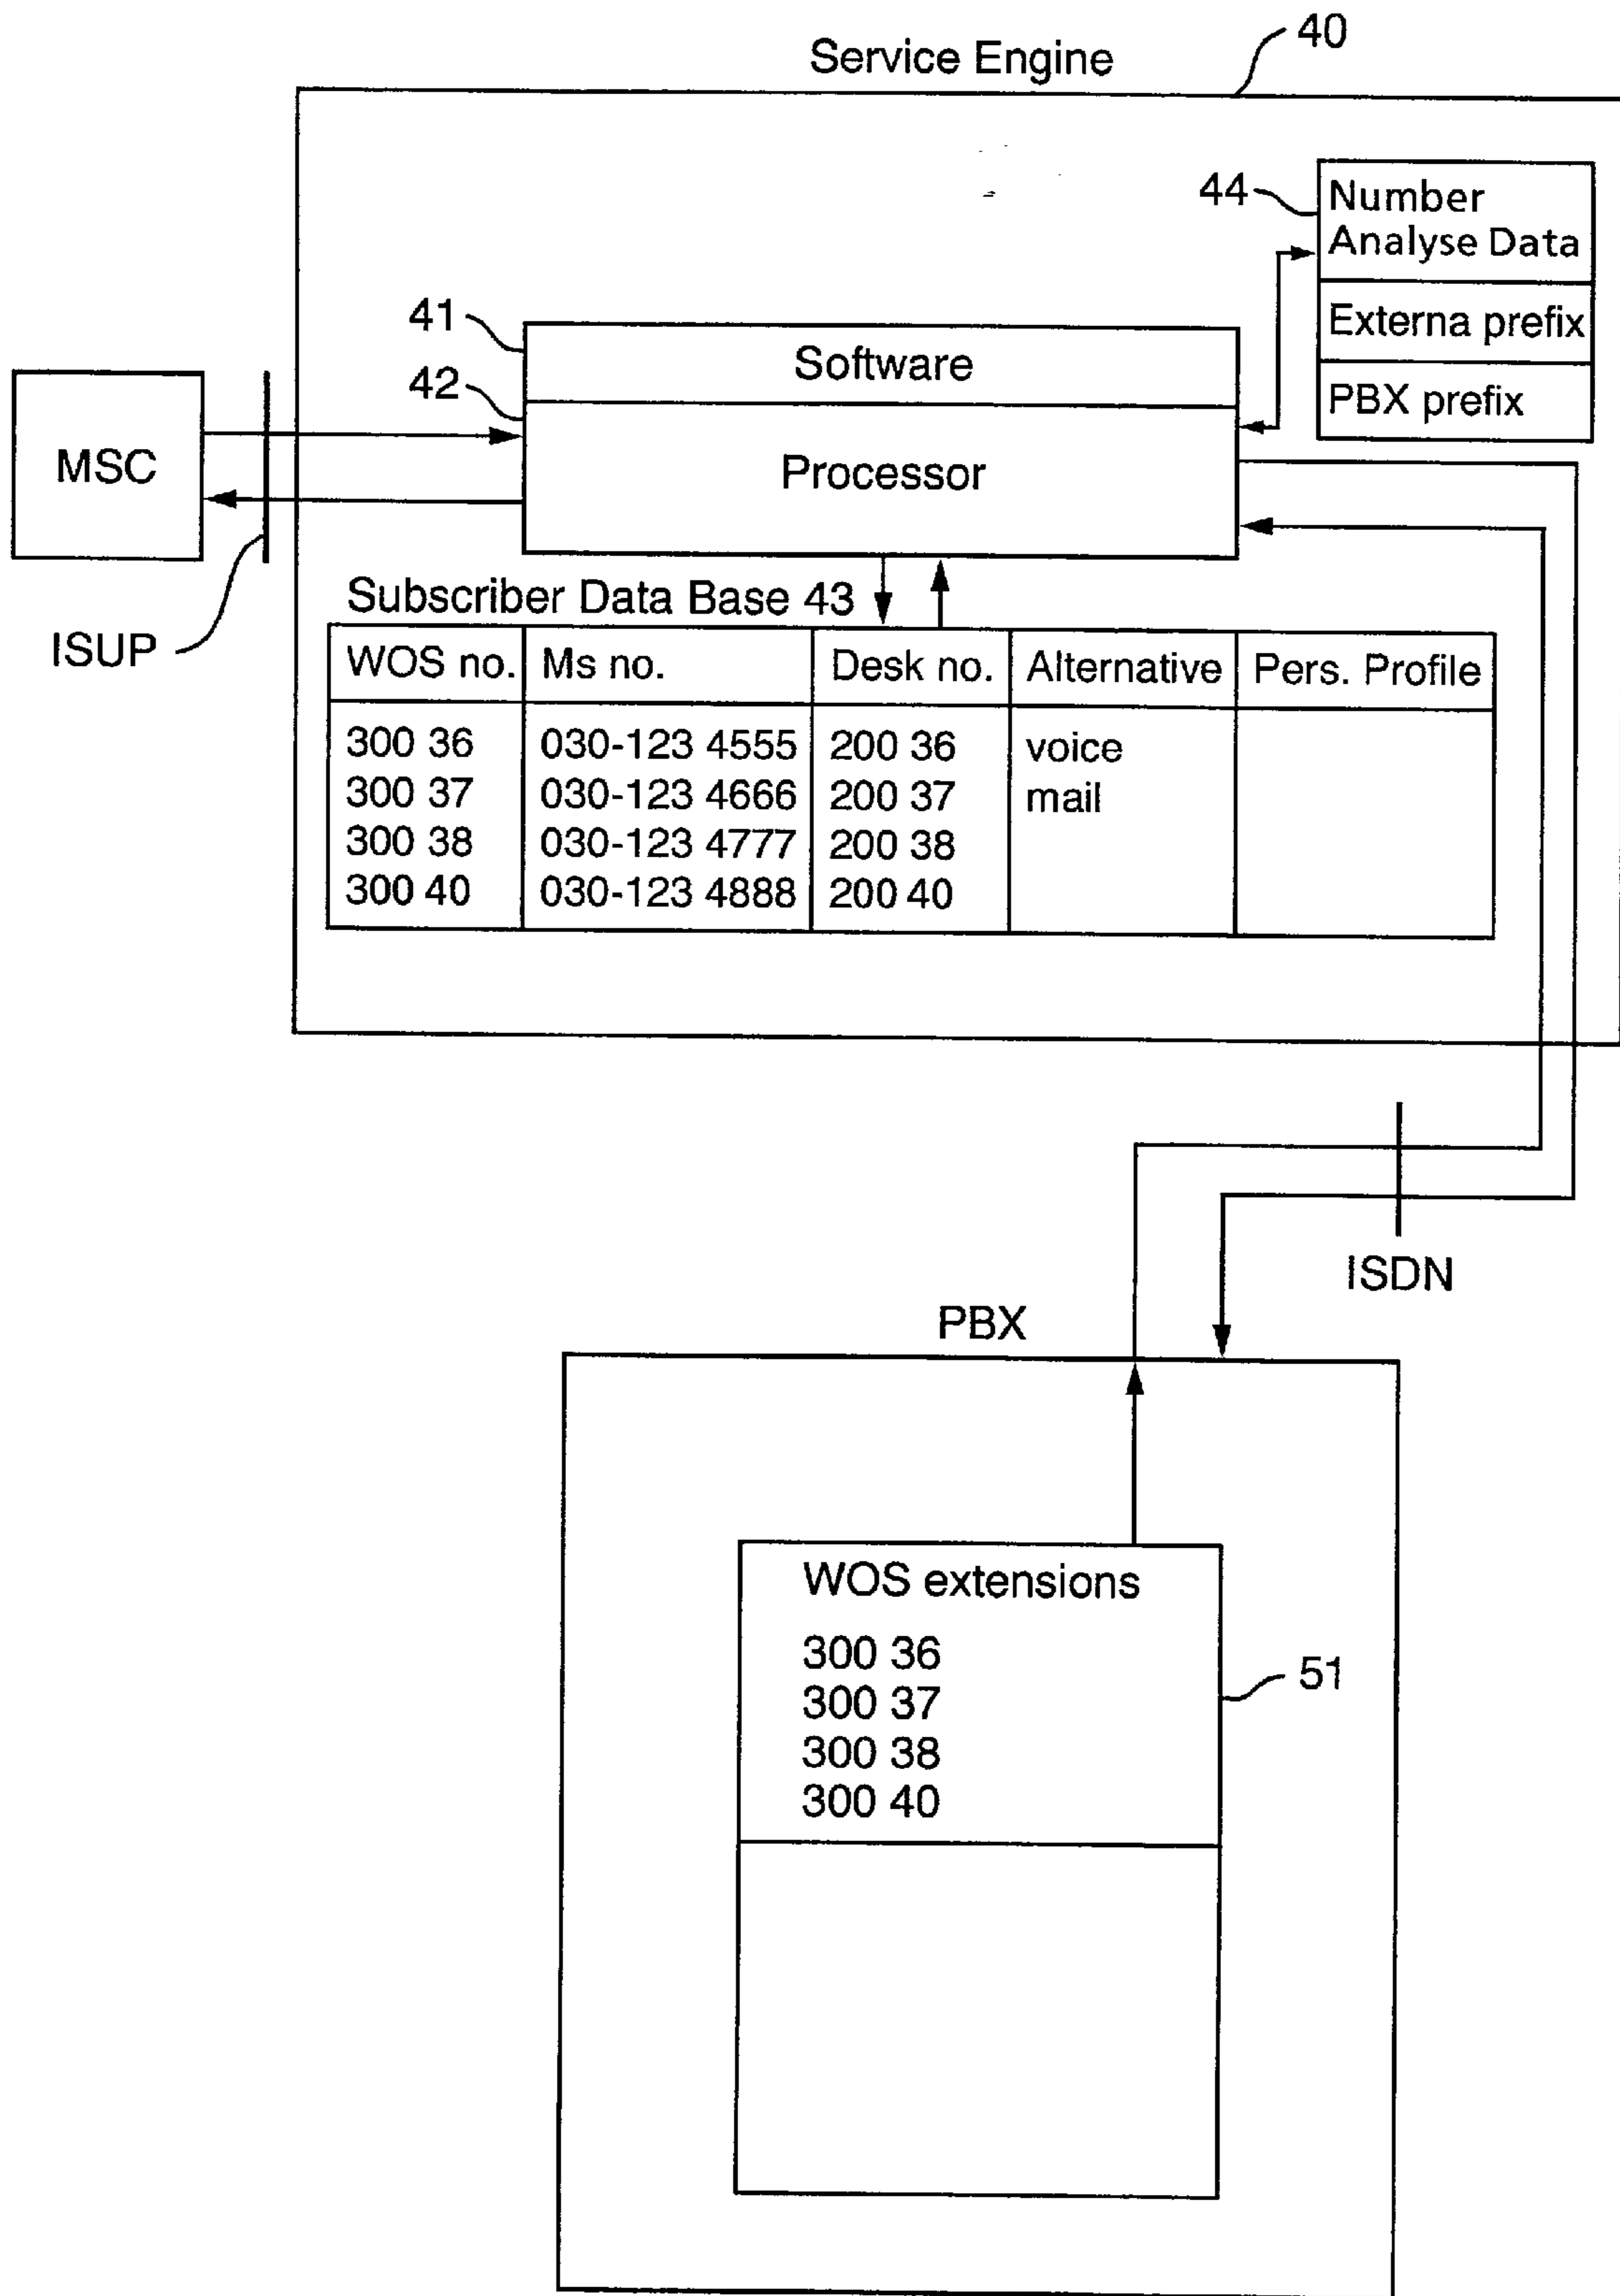 40
Service Engine
44
Number
Analyse Data
Externa prefix
PBX prefix
41
Software
42
MSC
Processor
ISUP
Subscriber Data Base 43
WOS no. Ms no. Desk no. Alternative Pers. Profile
300 36 030-123 4555 200 36 voice
300 37 030-123 4666 200 37 mail
300 38 030-123 4777 200 38
300 40 030-123 4888 200 40
ISDN
PBX
WOS extensions
300 36
300 37
300 38
300 40
51